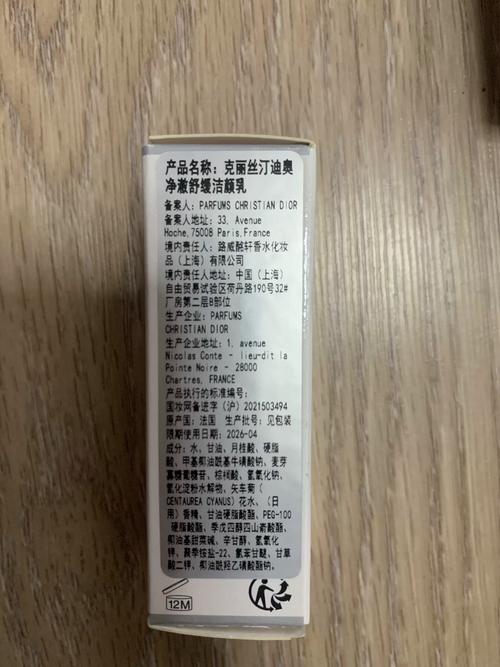 产品名称：克丽丝汀迪奥
净澈舒缓洁颜乳
备案人：PARFUMS CHRISTIAN DIOR
备案人地址：33, Avenue
Hoche,75008 Paris,France
境内责任人：路威酩轩香水化妆
品（上海）有限公司
境内责任人地址：中国（上海）
自由贸易试验区荷丹路190号32#
厂房第二层B部位
生产企业：PARFUMS
CHRISTIAN DIOR
生产企业地址：1, avenue
Nicolas Conte - lieu-dit la
Pointe Noire - 28000
Chartres, FRANCE
产品执行的标准编号：
国妆网备进字（沪）2021503494
原产国：法国 生产批号：见包装
限期使用日期：2026-04
成分：水、甘油、月桂酸、硬脂
酸、甲基椰油酰基牛磺酸钠、麦芽
寡糖葡糖苷、棕榈酸、氢氧化钠、
氢化淀粉水解物、矢车菊（
CENTAUREA CYANUS）花水、（日
用）香精、甘油硬脂酸酯、PEG-100
硬脂酸酯、季戊四醇四山嵛酸酯、
椰油基甜菜碱、辛甘醇、氢氧化
钾、聚季铵盐-22、氯苯甘醚、甘草
酸二钾、椰油酰羟乙磺酸酯钠。
12M